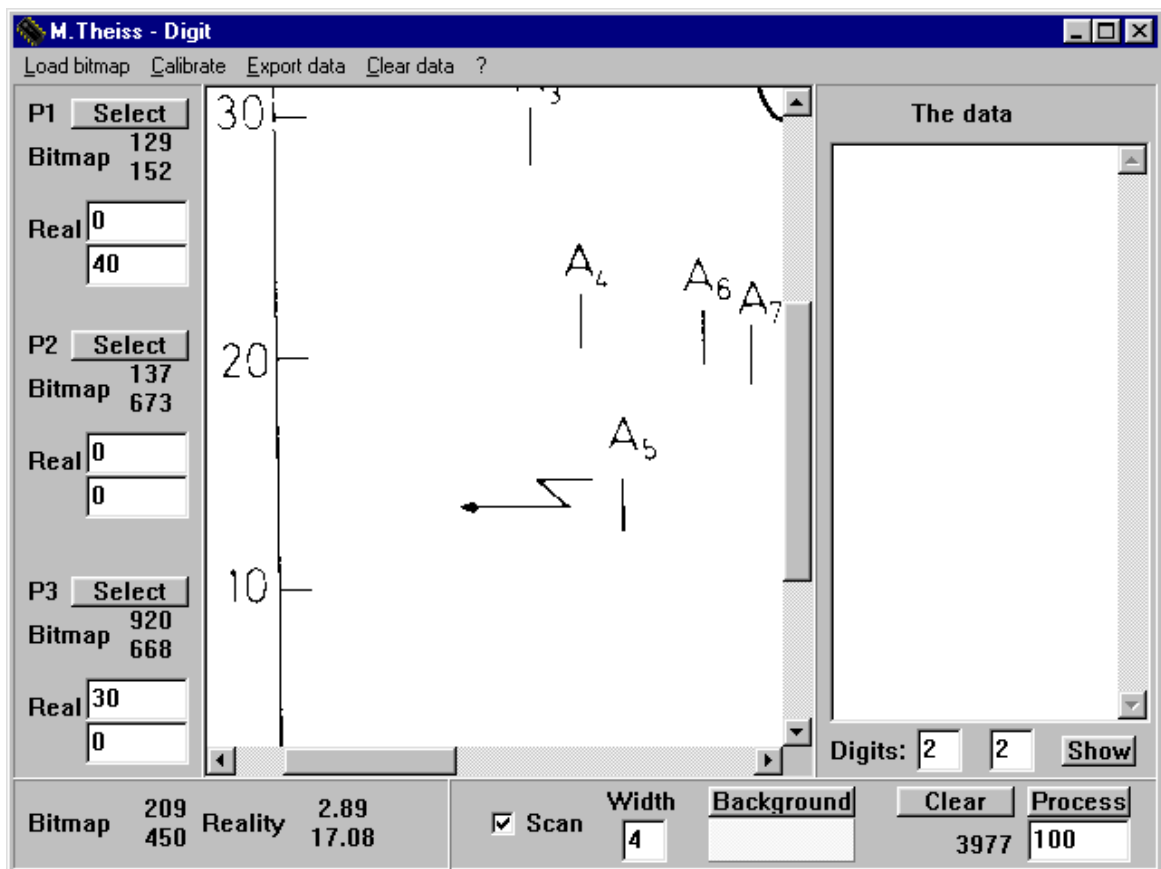 M.Theiss - Digit
Load bitmap Calibrate Export data Clear data ?
P1 Select
Bitmap 129
152
Real 0
40
P2 Select
Bitmap 137
673
Real 0
0
P3 Select
Bitmap 920
668
Real 30
0
30
3
A4
A6
A7
20
A5
10
The data
Digits: 2 2 Show
Bitmap 209 Reality 2.89
450 17.08
Scan
Width
4
Background
Clear Process
3977 100